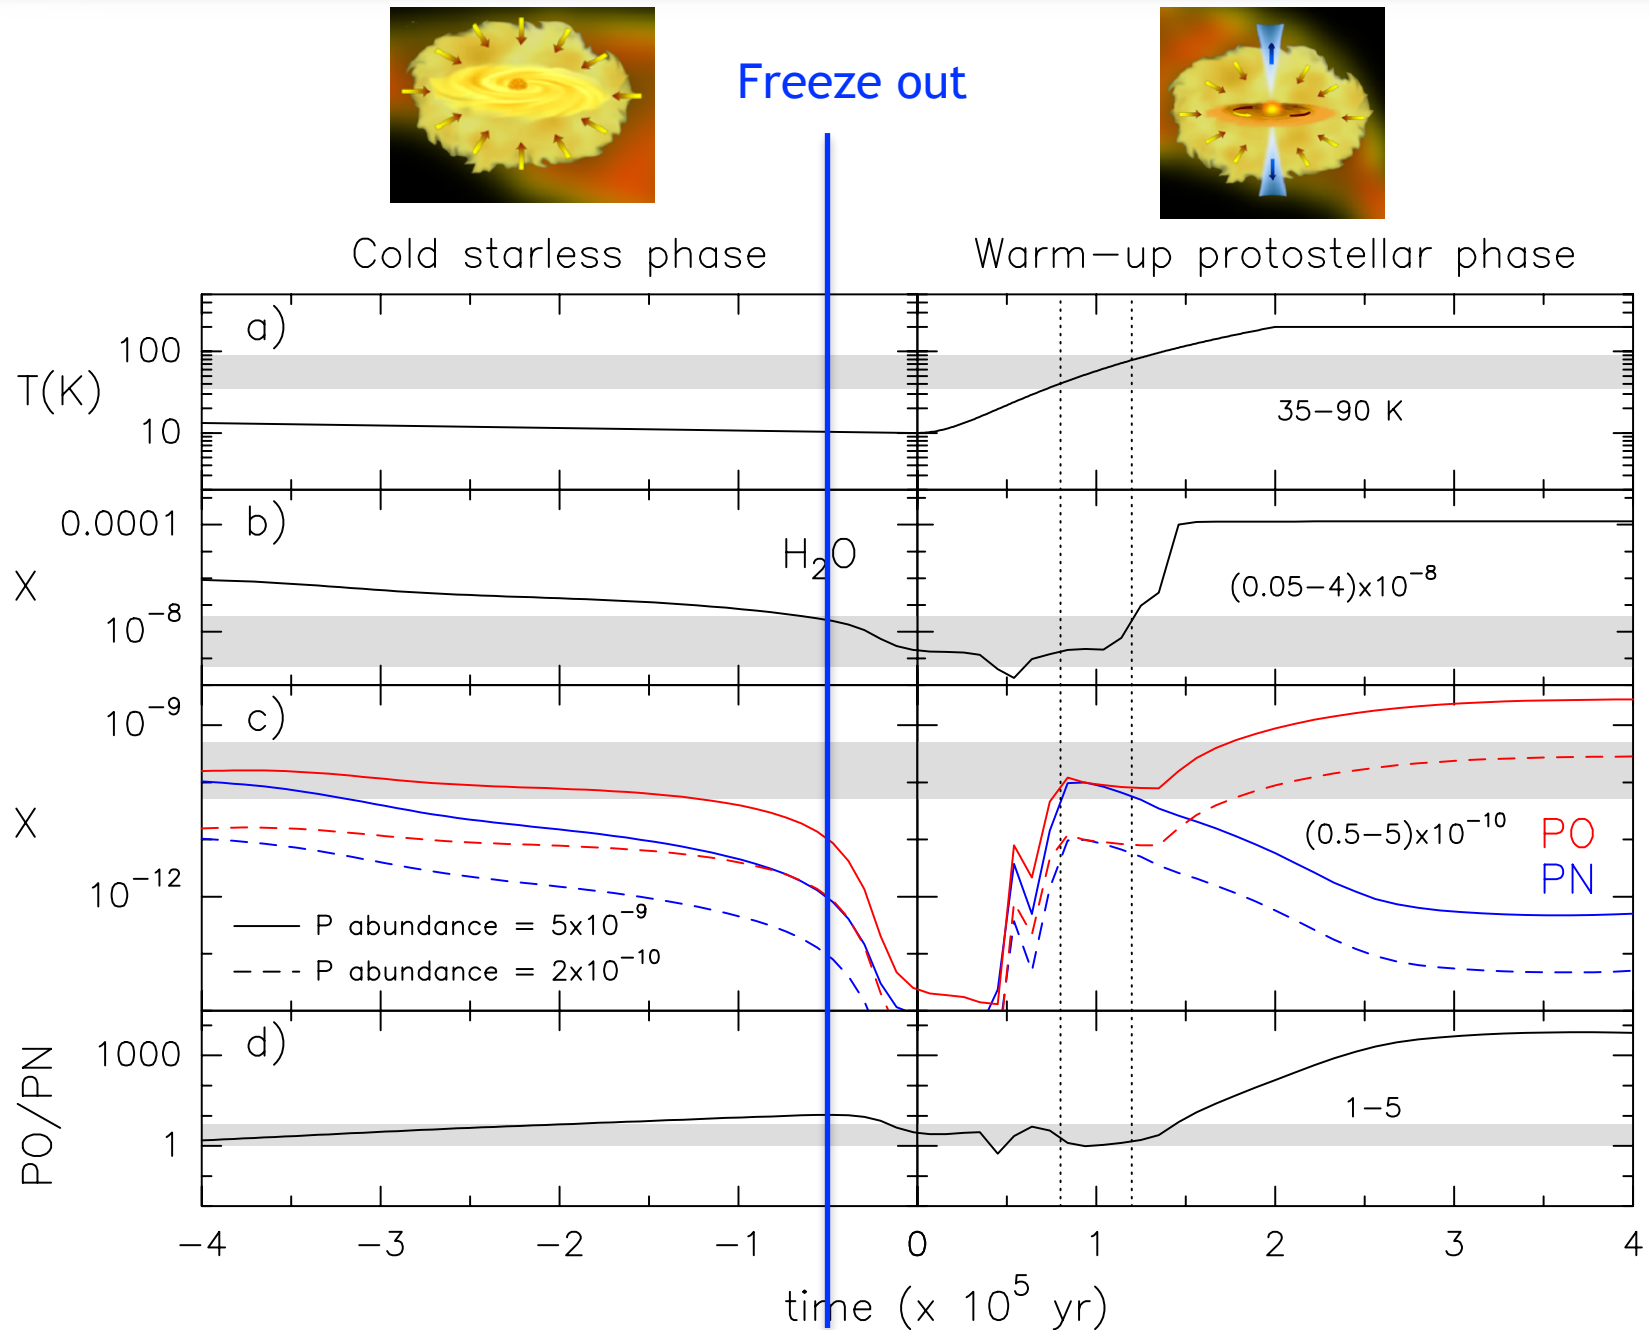 Freeze out
Cold starless phase
Warm-up protostellar phase
a)
100
10
T(K)
35-90 K
b)
0.0001
10⁻⁸
X
H₂O
(0.05-4)x10⁻⁸
c)
10⁻⁹
10⁻¹²
X
(0.5-5)x10⁻¹⁰
PO
PN
P abundance = 5x10⁻⁹
P abundance = 2x10⁻¹⁰
d)
1000
1
PO/PN
1-5
-4 -3 -2 -1 0 1 2 3 4
time (x 10⁵ yr)